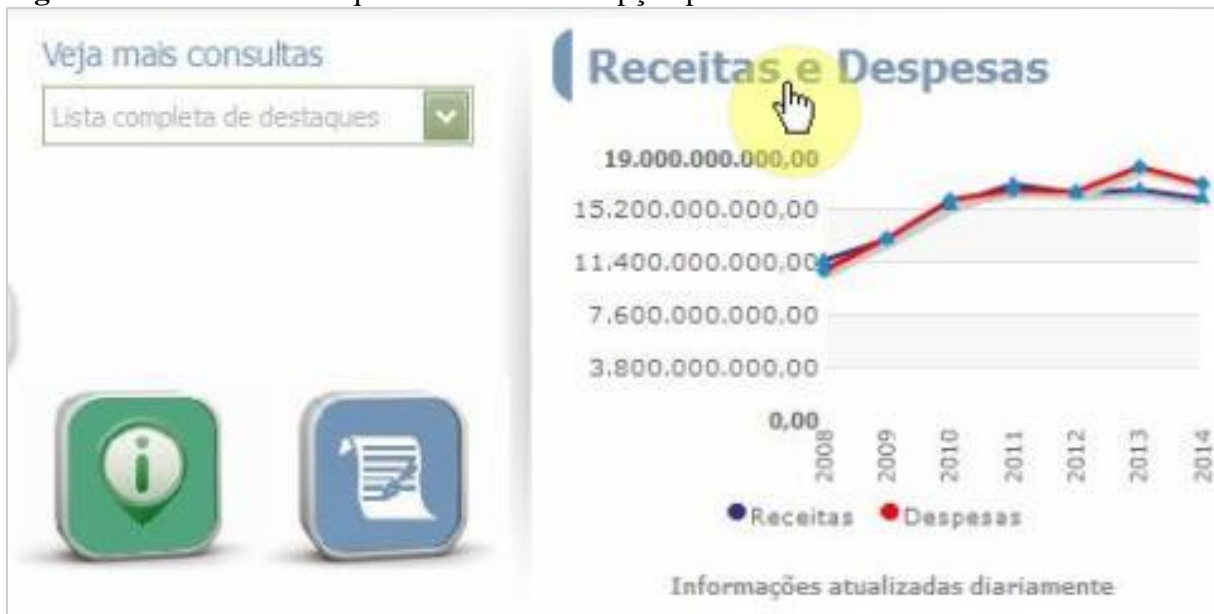 Veja mais consultas
Lista completa de destaques
Receitas e Despesas
19.000.000.000,00
15.200.000.000,00
11.400.000.000,00
7.600.000.000,00
3.800.000.000,00
0,00
2008
2009
2010
2011
2012
2013
2014
Receitas Despesas
Informações atualizadas diariamente